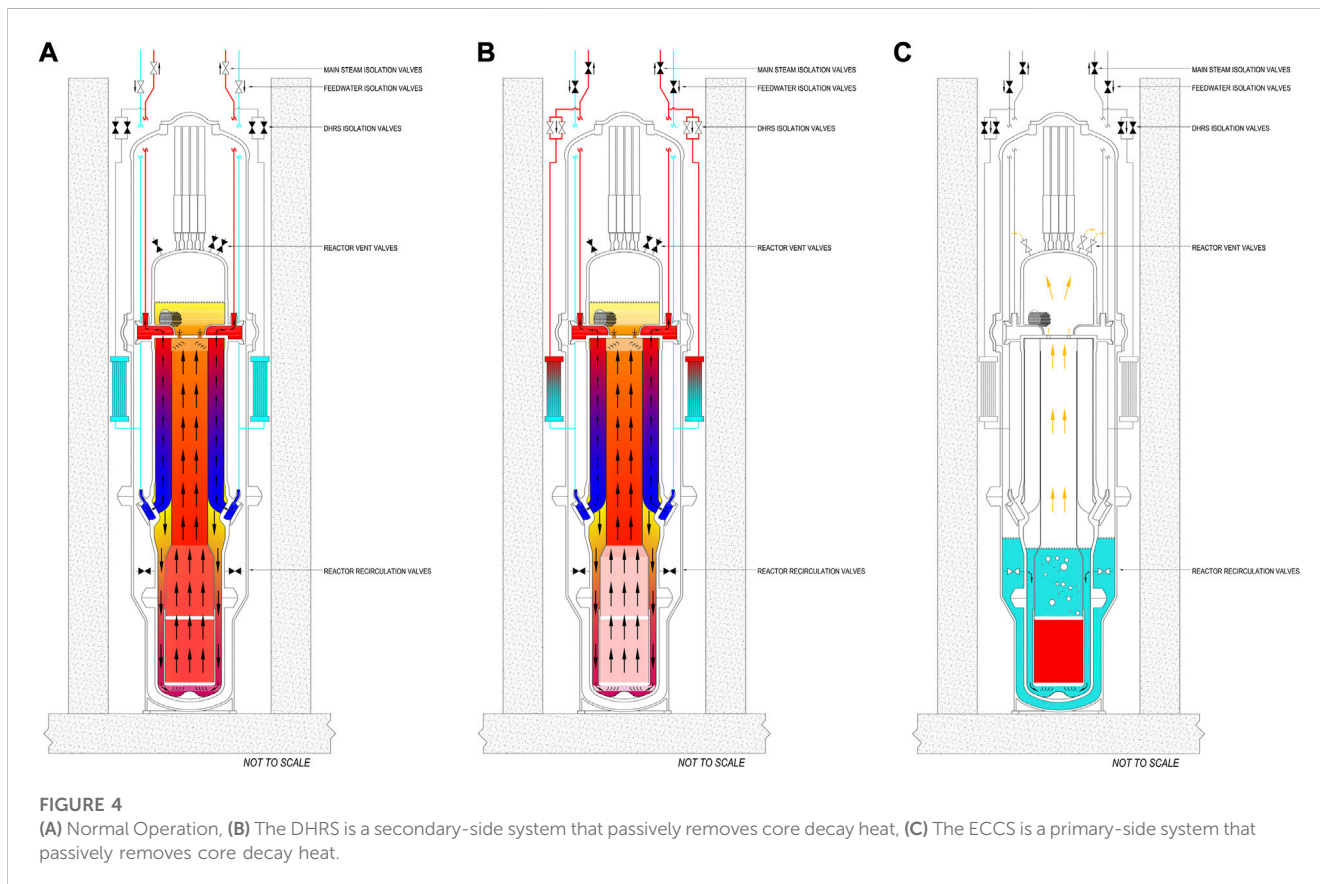 A
MAIN STEAM ISOLATION VALVES
FEEDWATER ISOLATION VALVES
DHRS ISOLATION VALVES
REACTOR VENT VALVES
REACTOR RECIRCULATION VALVES
NOT TO SCALE
B
MAIN STEAM ISOLATION VALVES
FEEDWATER ISOLATION VALVES
DHRS ISOLATION VALVES
REACTOR VENT VALVES
REACTOR RECIRCULATION VALVES
NOT TO SCALE
C
MAIN STEAM ISOLATION VALVES
FEEDWATER ISOLATION VALVES
DHRS ISOLATION VALVES
REACTOR VENT VALVES
REACTOR RECIRCULATION VALVES
NOT TO SCALE
FIGURE 4
(A) Normal Operation, (B) The DHRS is a secondary-side system that passively removes core decay heat, (C) The ECCS is a primary-side system that
passively removes core decay heat.